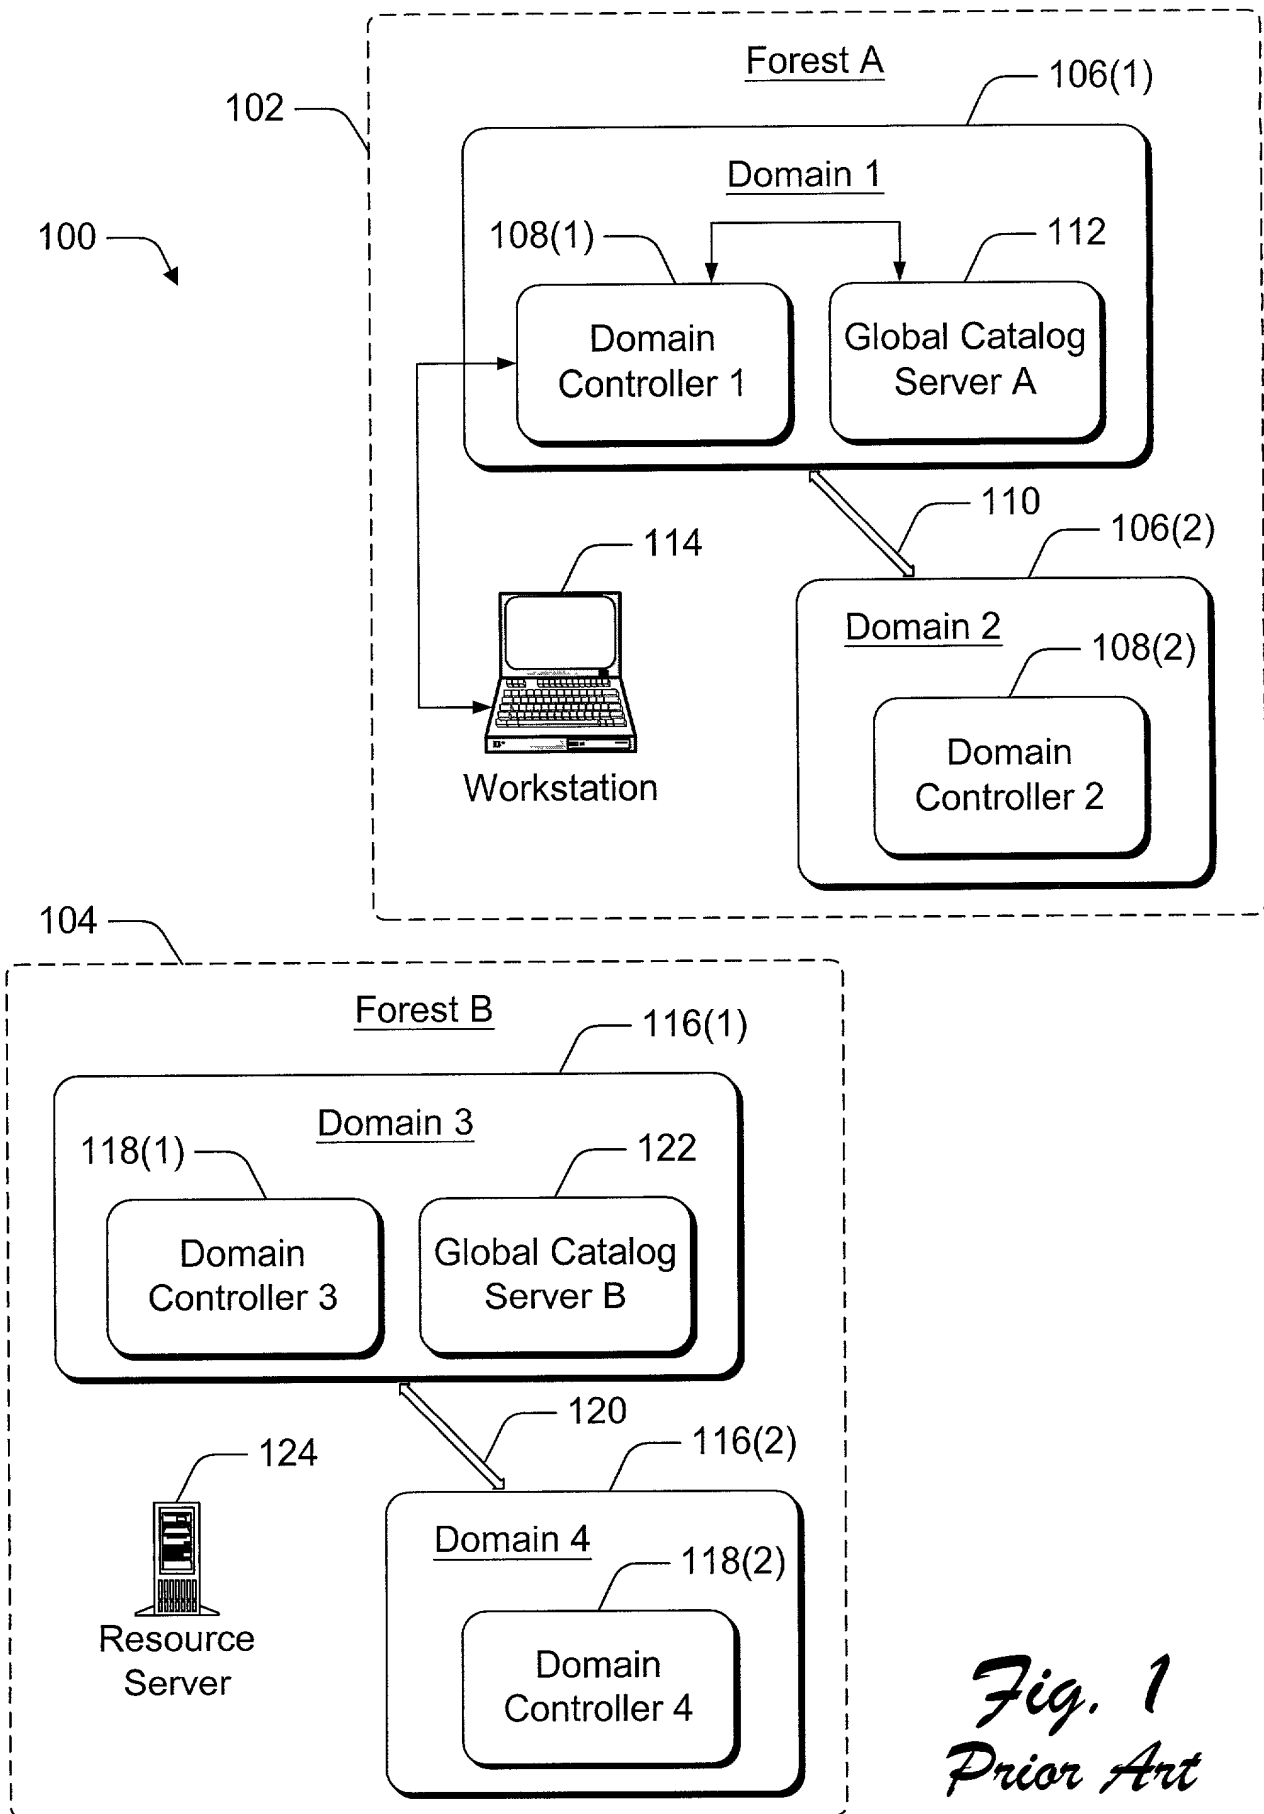 Forest A
106(1)
102
Domain 1
100
108(1)
112
Domain
Controller 1
Global Catalog
Server A
110
106(2)
114
Domain 2
108(2)
Domain
Controller 2
Workstation
104
Forest B
116(1)
Domain 3
118(1)
122
Domain
Controller 3
Global Catalog
Server B
120
116(2)
124
Domain 4
118(2)
Resource
Server
Domain
Controller 4
Fig. 1
Prior Art